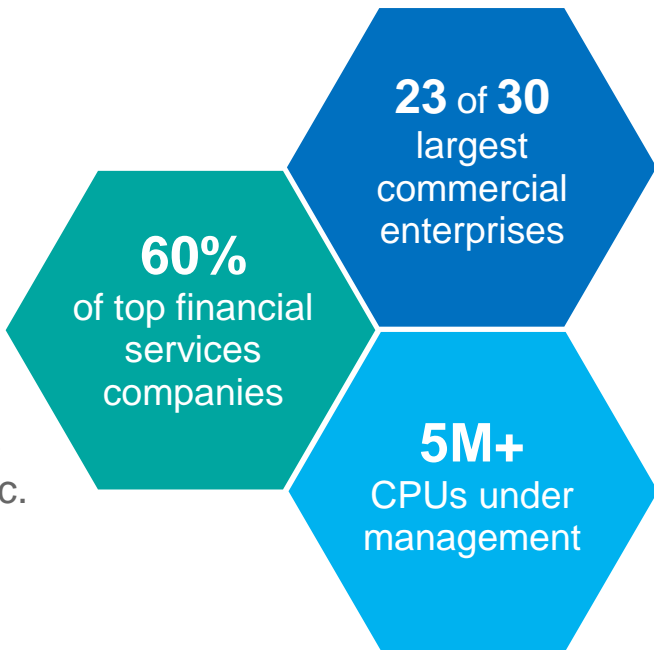 23 of 30
largest
commercial
enterprises
60%
of top financial
services
companies
c.
5M+
CPUs under
management